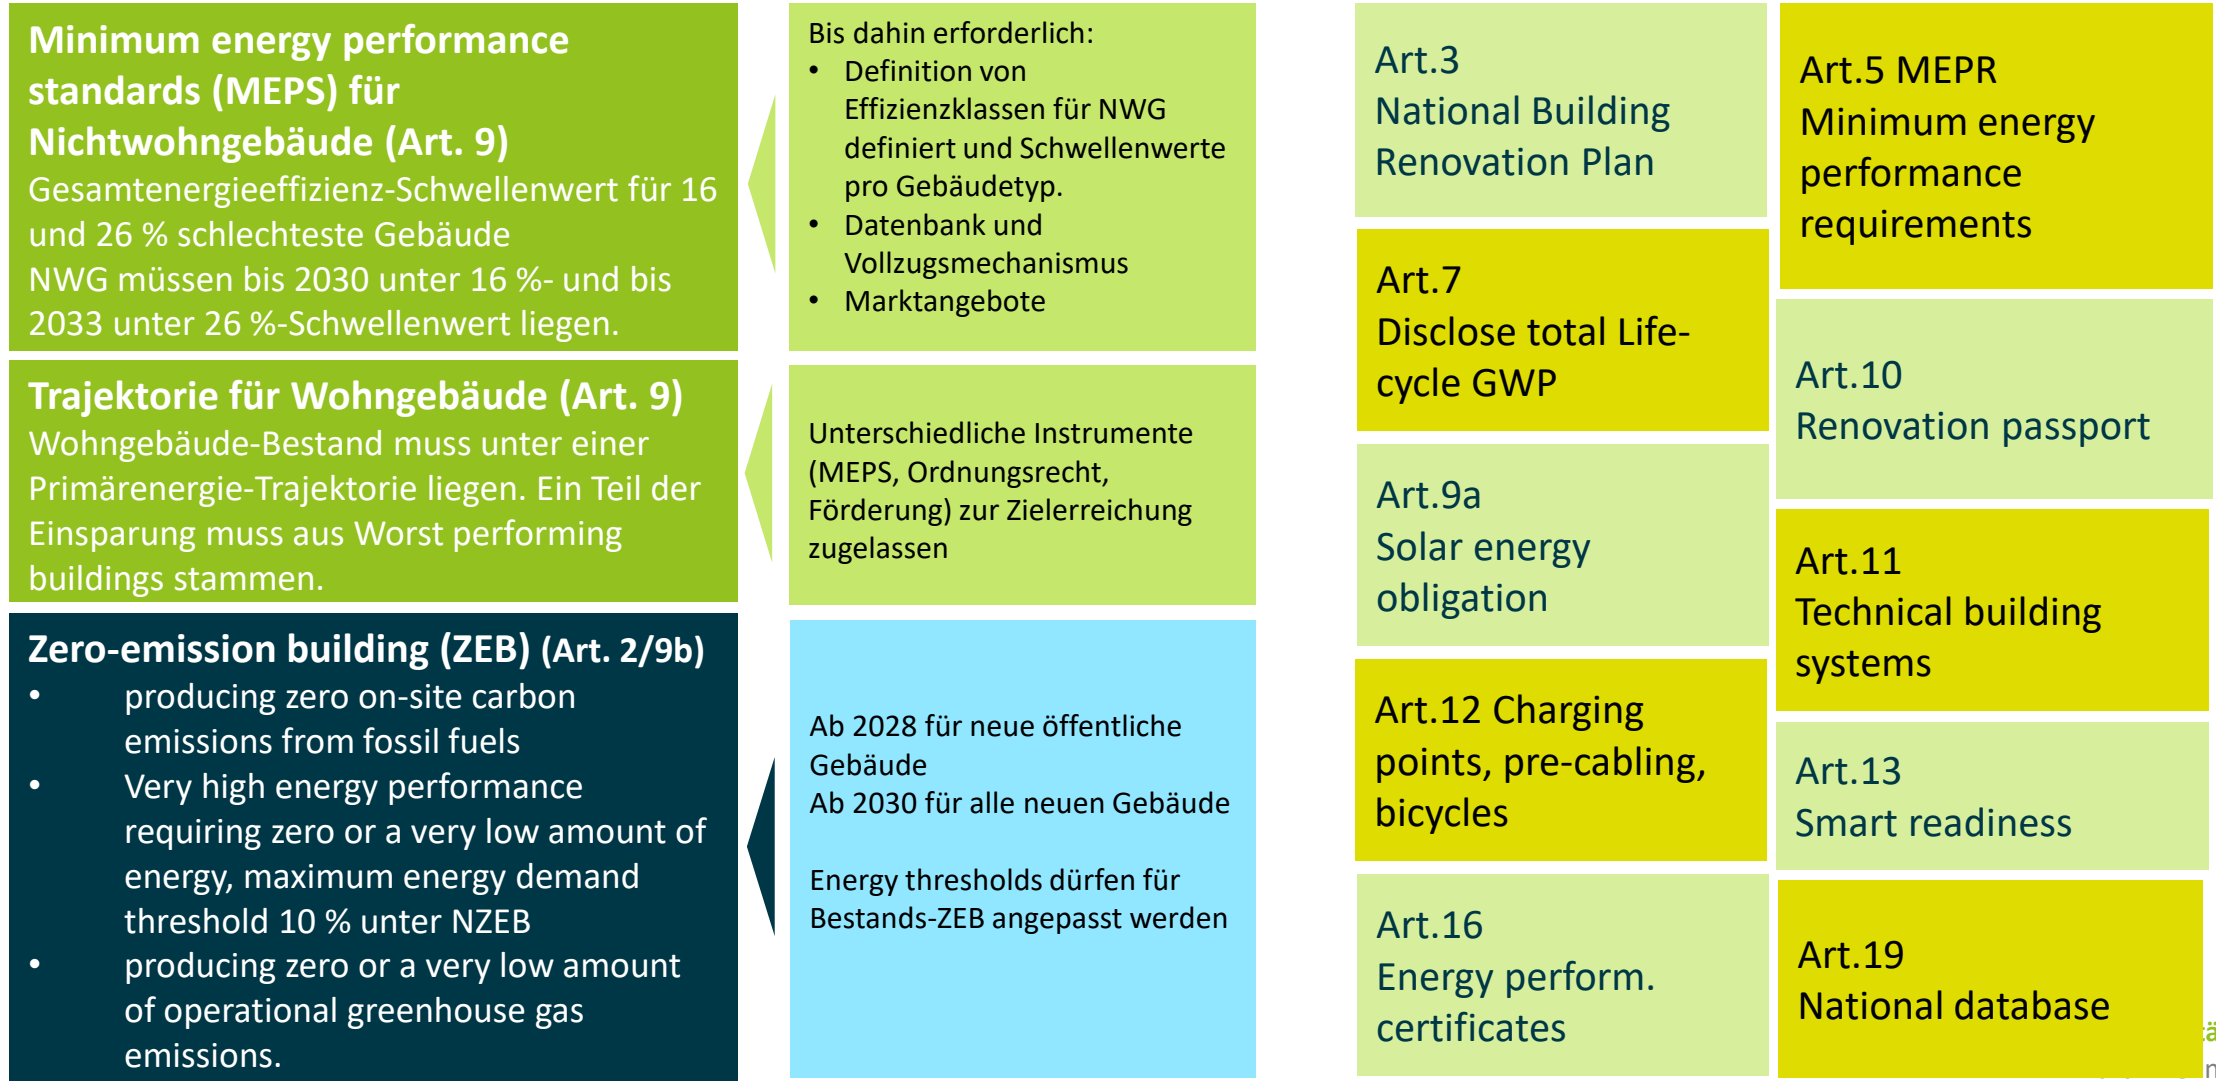 Minimum energy performance
standards (MEPS) für
Nichtwohngebäude (Art. 9)
Gesamtenergieeffizienz-Schwellenwert für 16
und 26 % schlechteste Gebäude
NWG müssen bis 2030 unter 16 %- und bis
2033 unter 26 %-Schwellenwert liegen.
Bis dahin erforderlich:
• Definition von
Effizienzklassen für NWG
definiert und Schwellenwerte
pro Gebäudetyp.
• Datenbank und
Vollzugsmechanismus
• Marktangebote
Trajektorie für Wohngebäude (Art. 9)
Wohngebäude-Bestand muss unter einer
Primärenergie-Trajektorie liegen. Ein Teil der
Einsparung muss aus Worst performing
buildings stammen.
Unterschiedliche Instrumente
(MEPS, Ordnungsrecht,
Förderung) zur Zielerreichung
zugelassen
Zero-emission building (ZEB) (Art. 2/9b)
• producing zero on-site carbon
emissions from fossil fuels
• Very high energy performance
requiring zero or a very low amount of
energy, maximum energy demand
threshold 10 % unter NZEB
• producing zero or a very low amount
of operational greenhouse gas
emissions.
Ab 2028 für neue öffentliche
Gebäude
Ab 2030 für alle neuen Gebäude
Energy thresholds dürfen für
Bestands-ZEB angepasst werden
Art.3
National Building
Renovation Plan
Art.5 MEPR
Minimum energy
performance
requirements
Art.7
Disclose total Life-
cycle GWP
Art.10
Renovation passport
Art.9a
Solar energy
obligation
Art.11
Technical building
systems
Art.12 Charging
points, pre-cabling,
bicycles
Art.13
Smart readiness
Art.16
Energy perform.
certificates
Art.19
National database